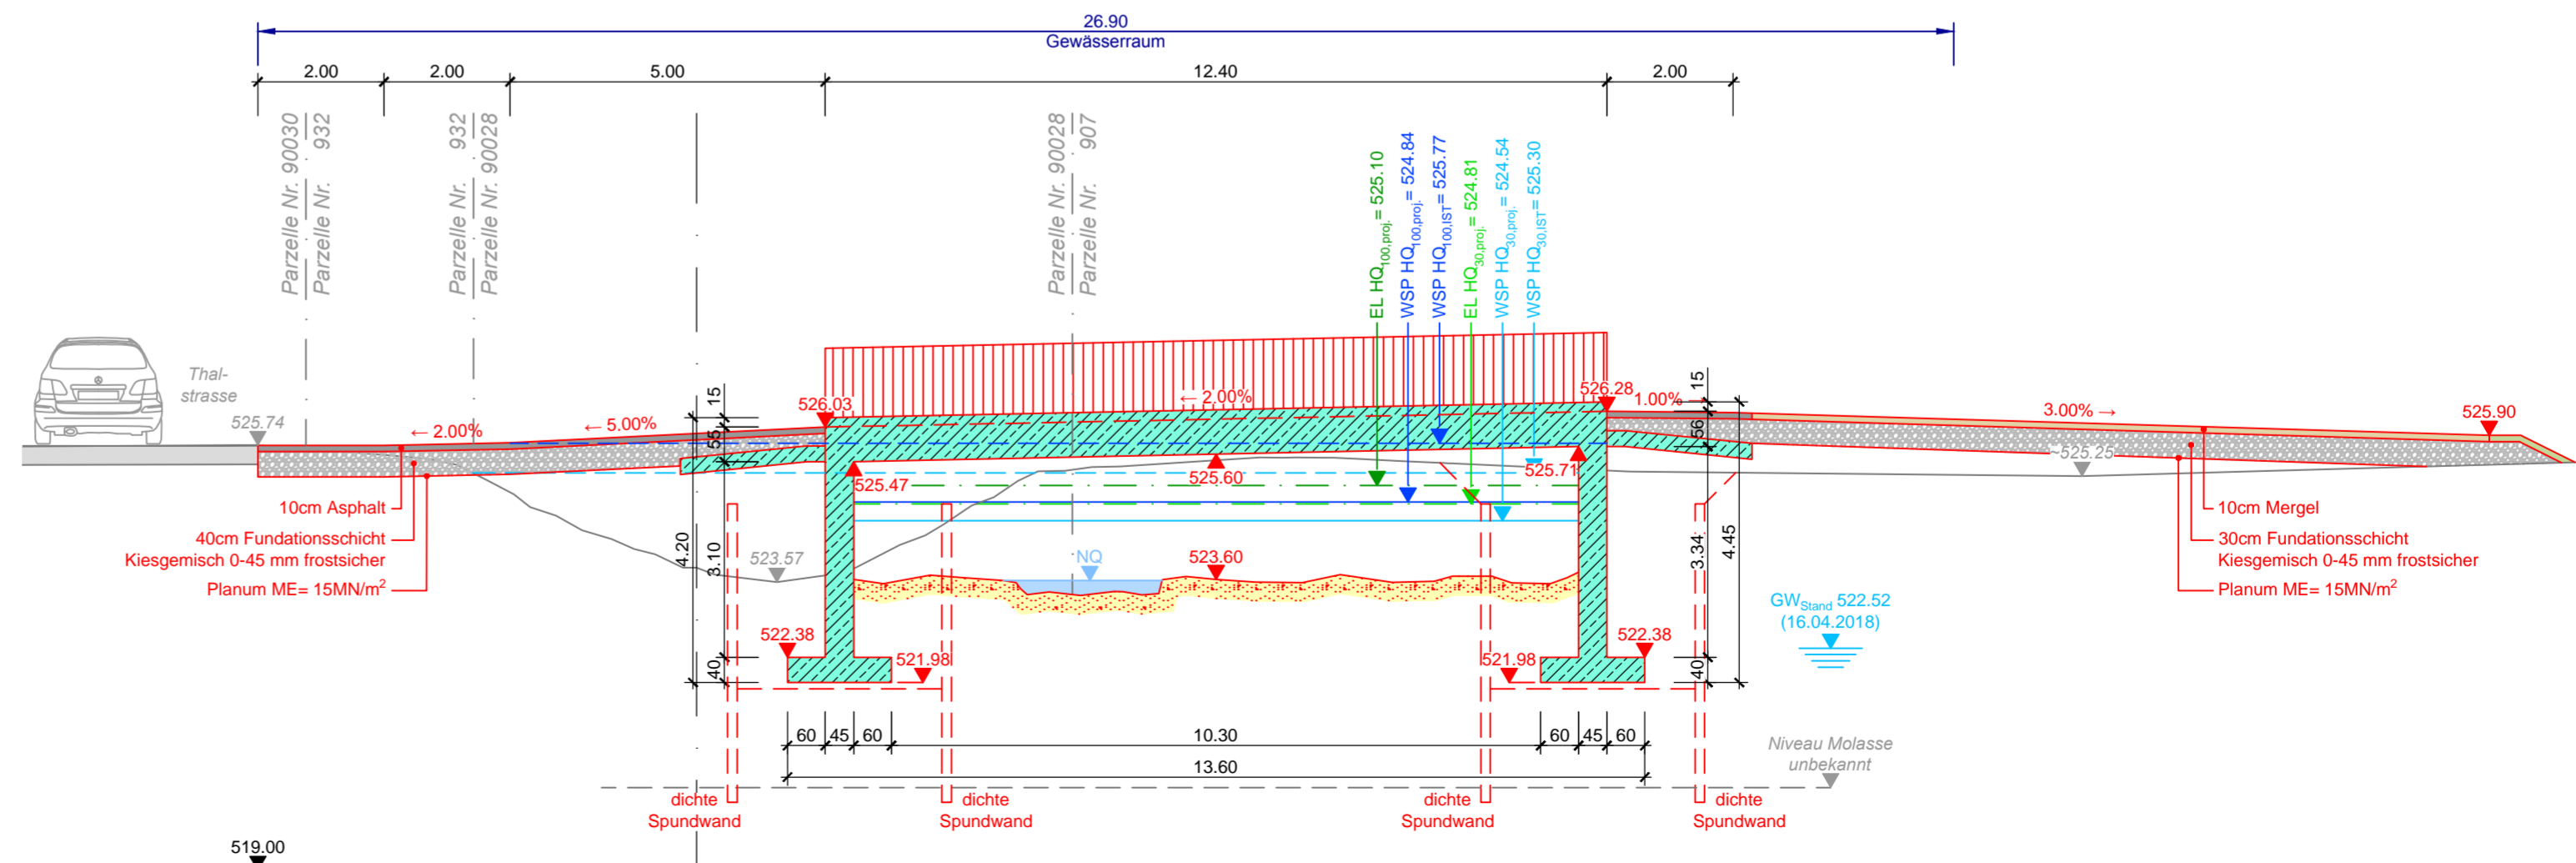 26.90
Gewässerraum
2.00
2.00
5.00
12.40
2.00
Parzelle Nr. 90030
Parzelle Nr. 932
Parzelle Nr. 932
Parzelle Nr. 90028
Parzelle Nr. 90028
Parzelle Nr. 907
EL HQ100,proj.= 525.10
WSP HQ100,proj.= 524.84
WSP HQ100,IST= 525.77
EL HQ30,proj.= 524.81
WSP HQ30,proj.= 524.54
WSP HQ30,IST= 525.30
Thal-
strasse
525.74
← 2.00%
← 5.00%
15
55
3.10
40
4.20
526.03
← 2.00%
526.28
1.00% →
15
56
3.34
40
4.45
3.00% →
525.90
~525.25
525.47
525.60
525.71
10cm Asphalt
40cm Fundationsschicht
Kiesgemisch 0-45 mm frostsicher
Planum ME= 15MN/m²
523.57
NQ
523.60
10cm Mergel
30cm Fundationsschicht
Kiesgemisch 0-45 mm frostsicher
Planum ME= 15MN/m²
GWStand 522.52
(16.04.2018)
522.38
521.98
521.98
522.38
60
45
60
10.30
60
45
60
13.60
Niveau Molasse
unbekannt
dichte
Spundwand
dichte
Spundwand
dichte
Spundwand
dichte
Spundwand
519.00